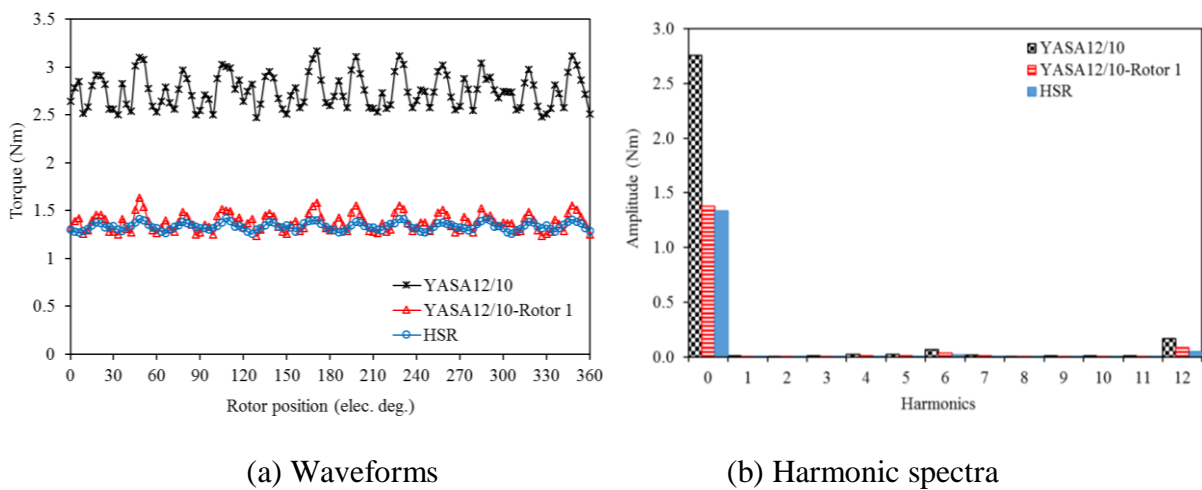 3.5
3
2.5
2
1.5
1
0.5
0
Torque (Nm)
YASA12/10
YASA12/10-Rotor 1
HSR
0 30 60 90 120 150 180 210 240 270 300 330 360
Rotor position (elec. deg.)
(a) Waveforms
3.0
2.5
2.0
1.5
1.0
0.5
0.0
Amplitude (Nm)
YASA12/10
YASA12/10-Rotor 1
HSR
0 1 2 3 4 5 6 7 8 9 10 11 12
Harmonics
(b) Harmonic spectra